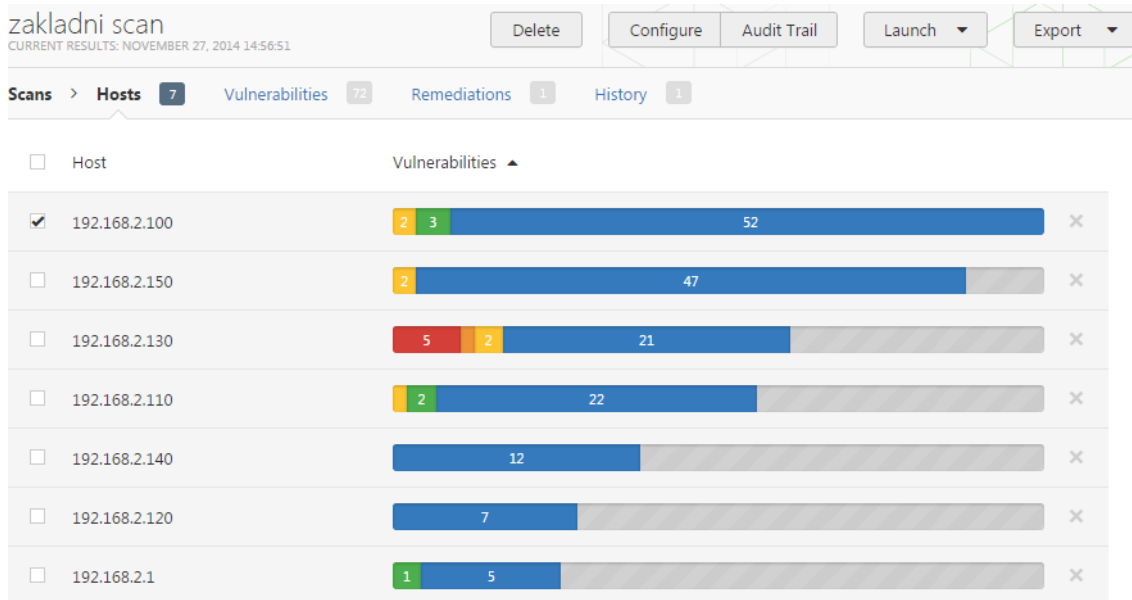 zakladni scan
CURRENT RESULTS: NOVEMBER 27, 2014 14:56:51
Delete Configure Audit Trail Launch Export
Scans > Hosts 7 Vulnerabilities 72 Remediations 1 History 1
Host Vulnerabilities
192.168.2.100 2 3 52
192.168.2.150 2 47
192.168.2.130 5 2 21
192.168.2.110 2 22
192.168.2.140 12
192.168.2.120 7
192.168.2.1 1 5